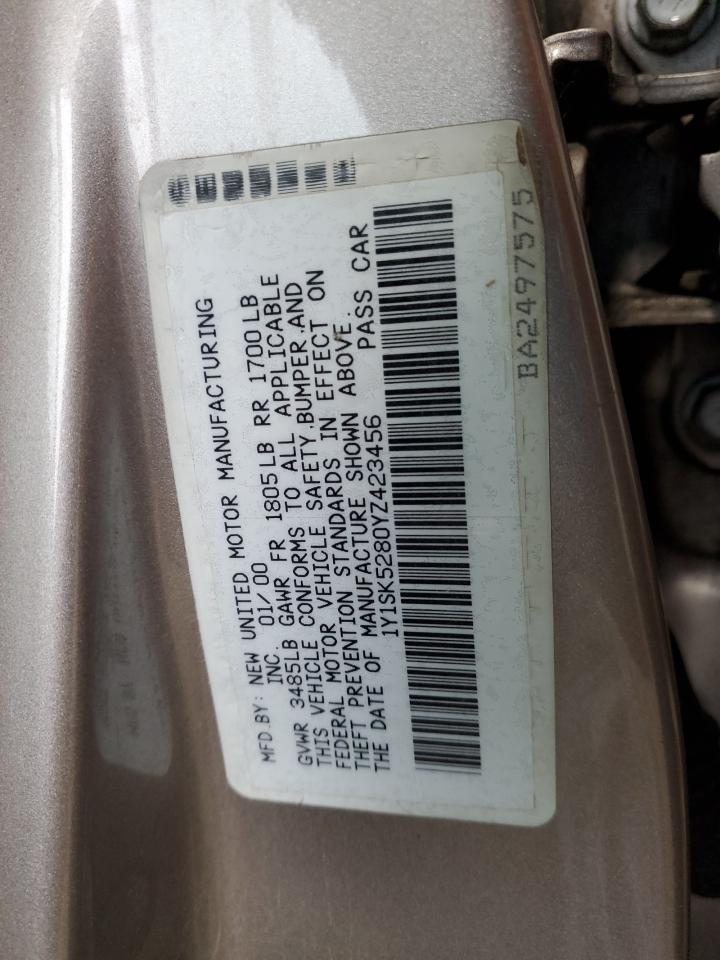 MFD.BY: NEW UNITED MOTOR MANUFACTURING
INC. 01/00
GVWR 3485LB GAWR FR 1805LB RR 1700LB
THIS VEHICLE CONFORMS TO ALL APPLICABLE
FEDERAL MOTOR VEHICLE SAFETY,BUMPER,AND
THEFT PREVENTION STANDARDS IN EFFECT ON
THE DATE OF MANUFACTURE SHOWN ABOVE.
1Y1SK5280YZ423456 PASS CAR
BA2497575